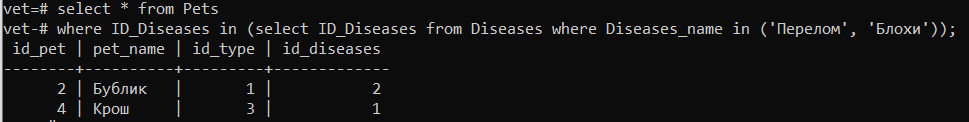 vet=# select * from Pets
vet-# where ID_Diseases in (select ID_Diseases from Diseases where Diseases_name in ('Перелом', 'Блохи'));
 id_pet | pet_name | id_type | id_diseases
--------+----------+---------+-------------
      2 | Бублик   |       1 |           2
      4 | Крош     |       3 |           1